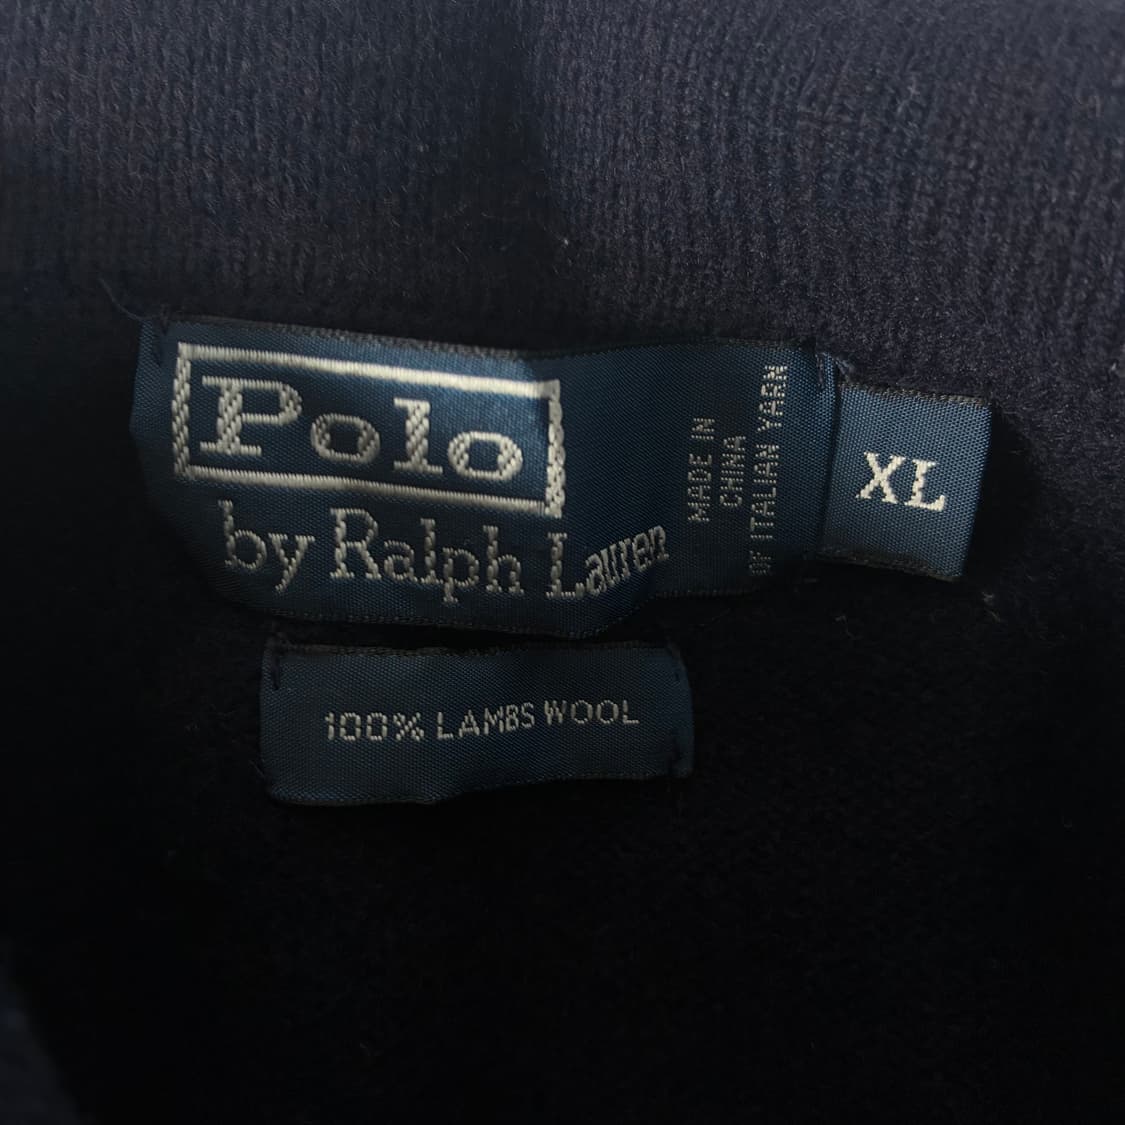 Polo
by Ralph Lauren
MADE IN
CHINA
OF ITALIAN YARN
XL
100% LAMBS WOOL